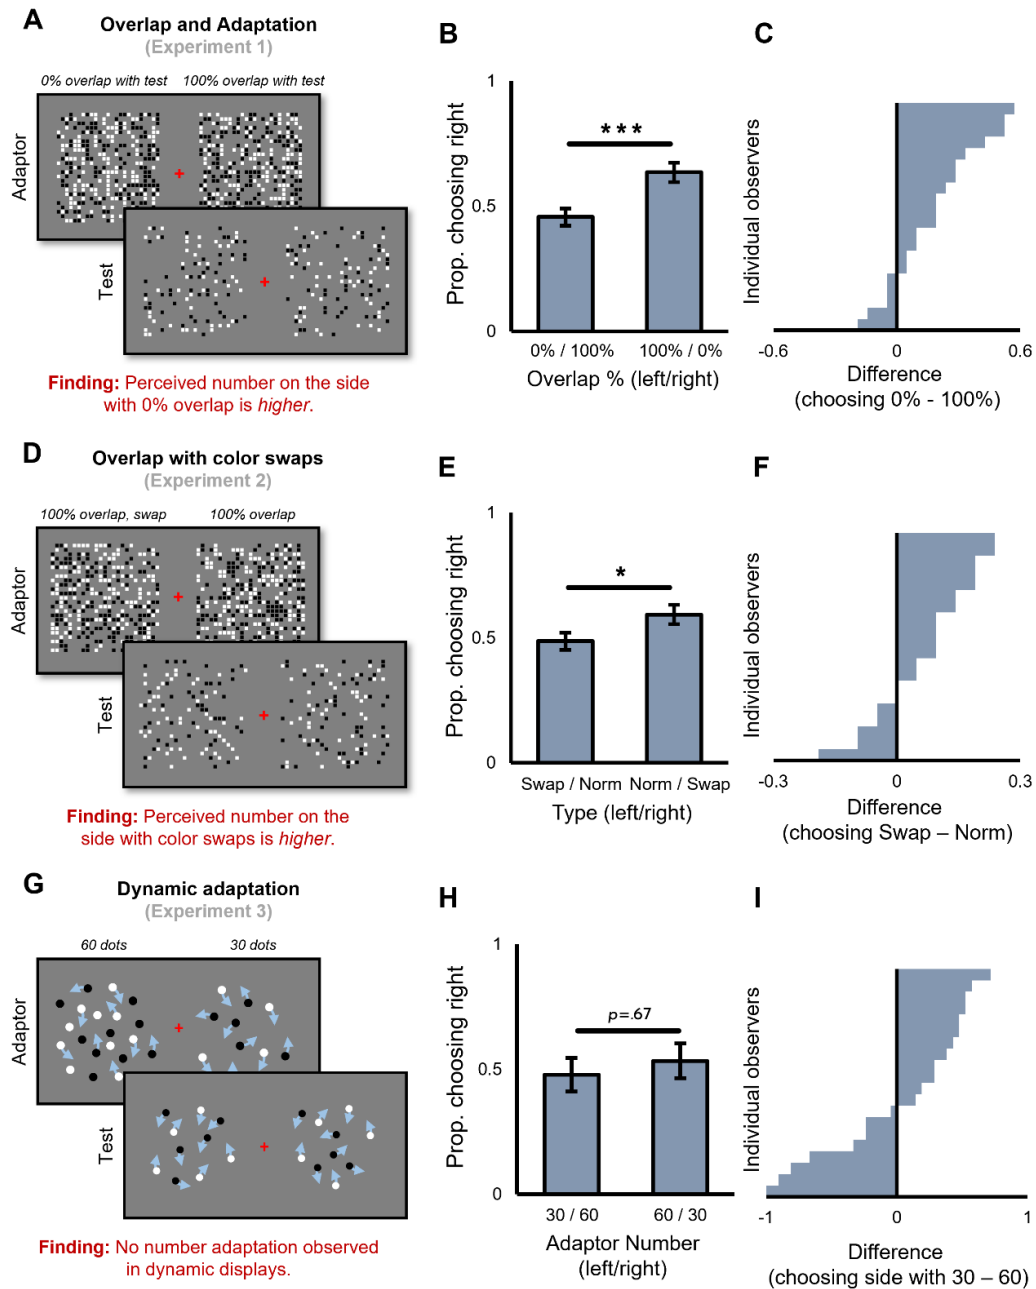 A
Overlap and Adaptation
(Experiment 1)
0% overlap with test 100% overlap with test
Adaptor
Test
Finding: Perceived number on the side
with 0% overlap is higher.
B
Prop. choosing right
1
0.5
0
***
0% / 100% 100% / 0%
Overlap % (left/right)
C
Individual observers
-0.6 0 0.6
Difference
(choosing 0% - 100%)
D
Overlap with color swaps
(Experiment 2)
100% overlap, swap 100% overlap
Adaptor
Test
Finding: Perceived number on the
side with color swaps is higher.
E
Prop. choosing right
1
0.5
0
*
Swap / Norm Norm / Swap
Type (left/right)
F
Individual observers
-0.3 0 0.3
Difference
(choosing Swap – Norm)
G
Dynamic adaptation
(Experiment 3)
60 dots 30 dots
Adaptor
Test
Finding: No number adaptation observed
in dynamic displays.
H
Prop. choosing right
1
0.5
0
p=.67
30 / 60 60 / 30
Adaptor Number
(left/right)
I
Individual observers
-1 0 1
Difference
(choosing side with 30 – 60)